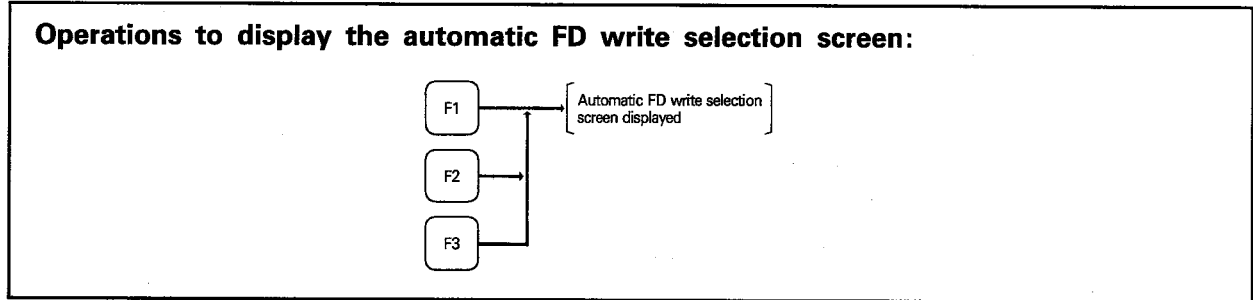 Operations to display the automatic FD write selection screen:
F1
Automatic FD write selection
screen displayed
F2
F3